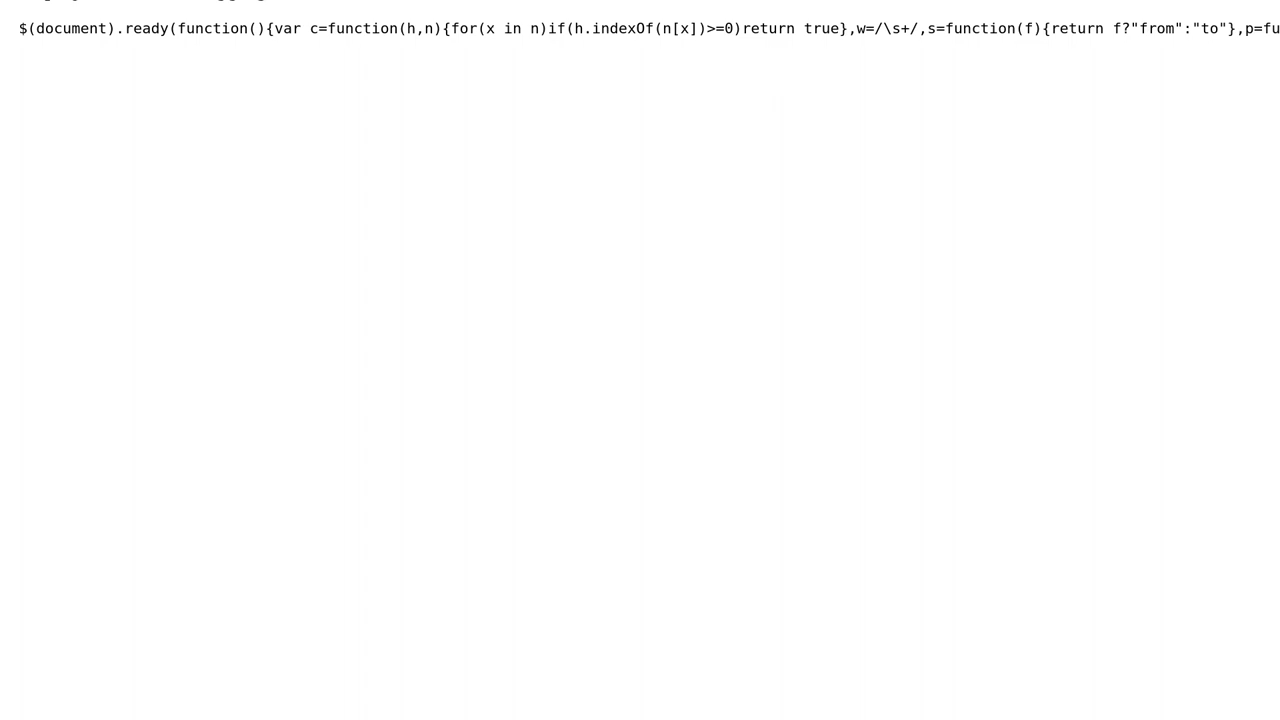 $(document).ready(function(){var c=function(h,n){for(x in n)if(h.indexOf(n[x])>=0)return true},w=/\s+/,s=function(f){return f?"from":"to"},p=fu